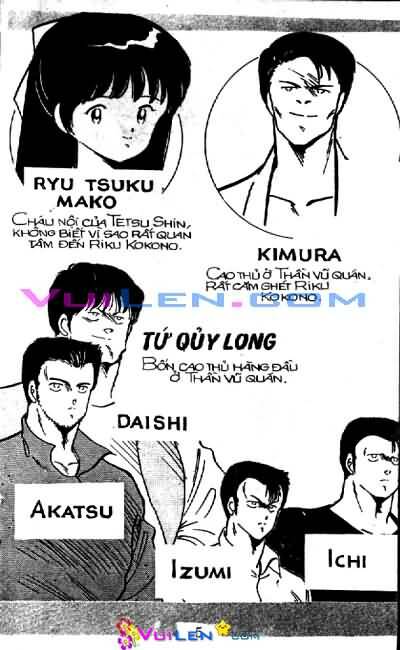 RYU TSUKU
MAKO
CHÁU NỘI CỦA TETSU SHIN,
KHÔNG BIẾT VÌ SAO RẤT QUAN
TÂM ĐẾN RIKU KOKONO.
KIMURA
CAO THỦ Ở THẦN VŨ QUÁN.
RẤT CĂM GHÉT RIKU
KOKONO.
VUILEN.COM
TỨ QỦY LONG
BỐN CAO THỦ HÀNG ĐẦU
Ở THẦN VŨ QUÁN.
DAISHI
AKATSU
IZUMI
ICHI
5
VUILEN.COM